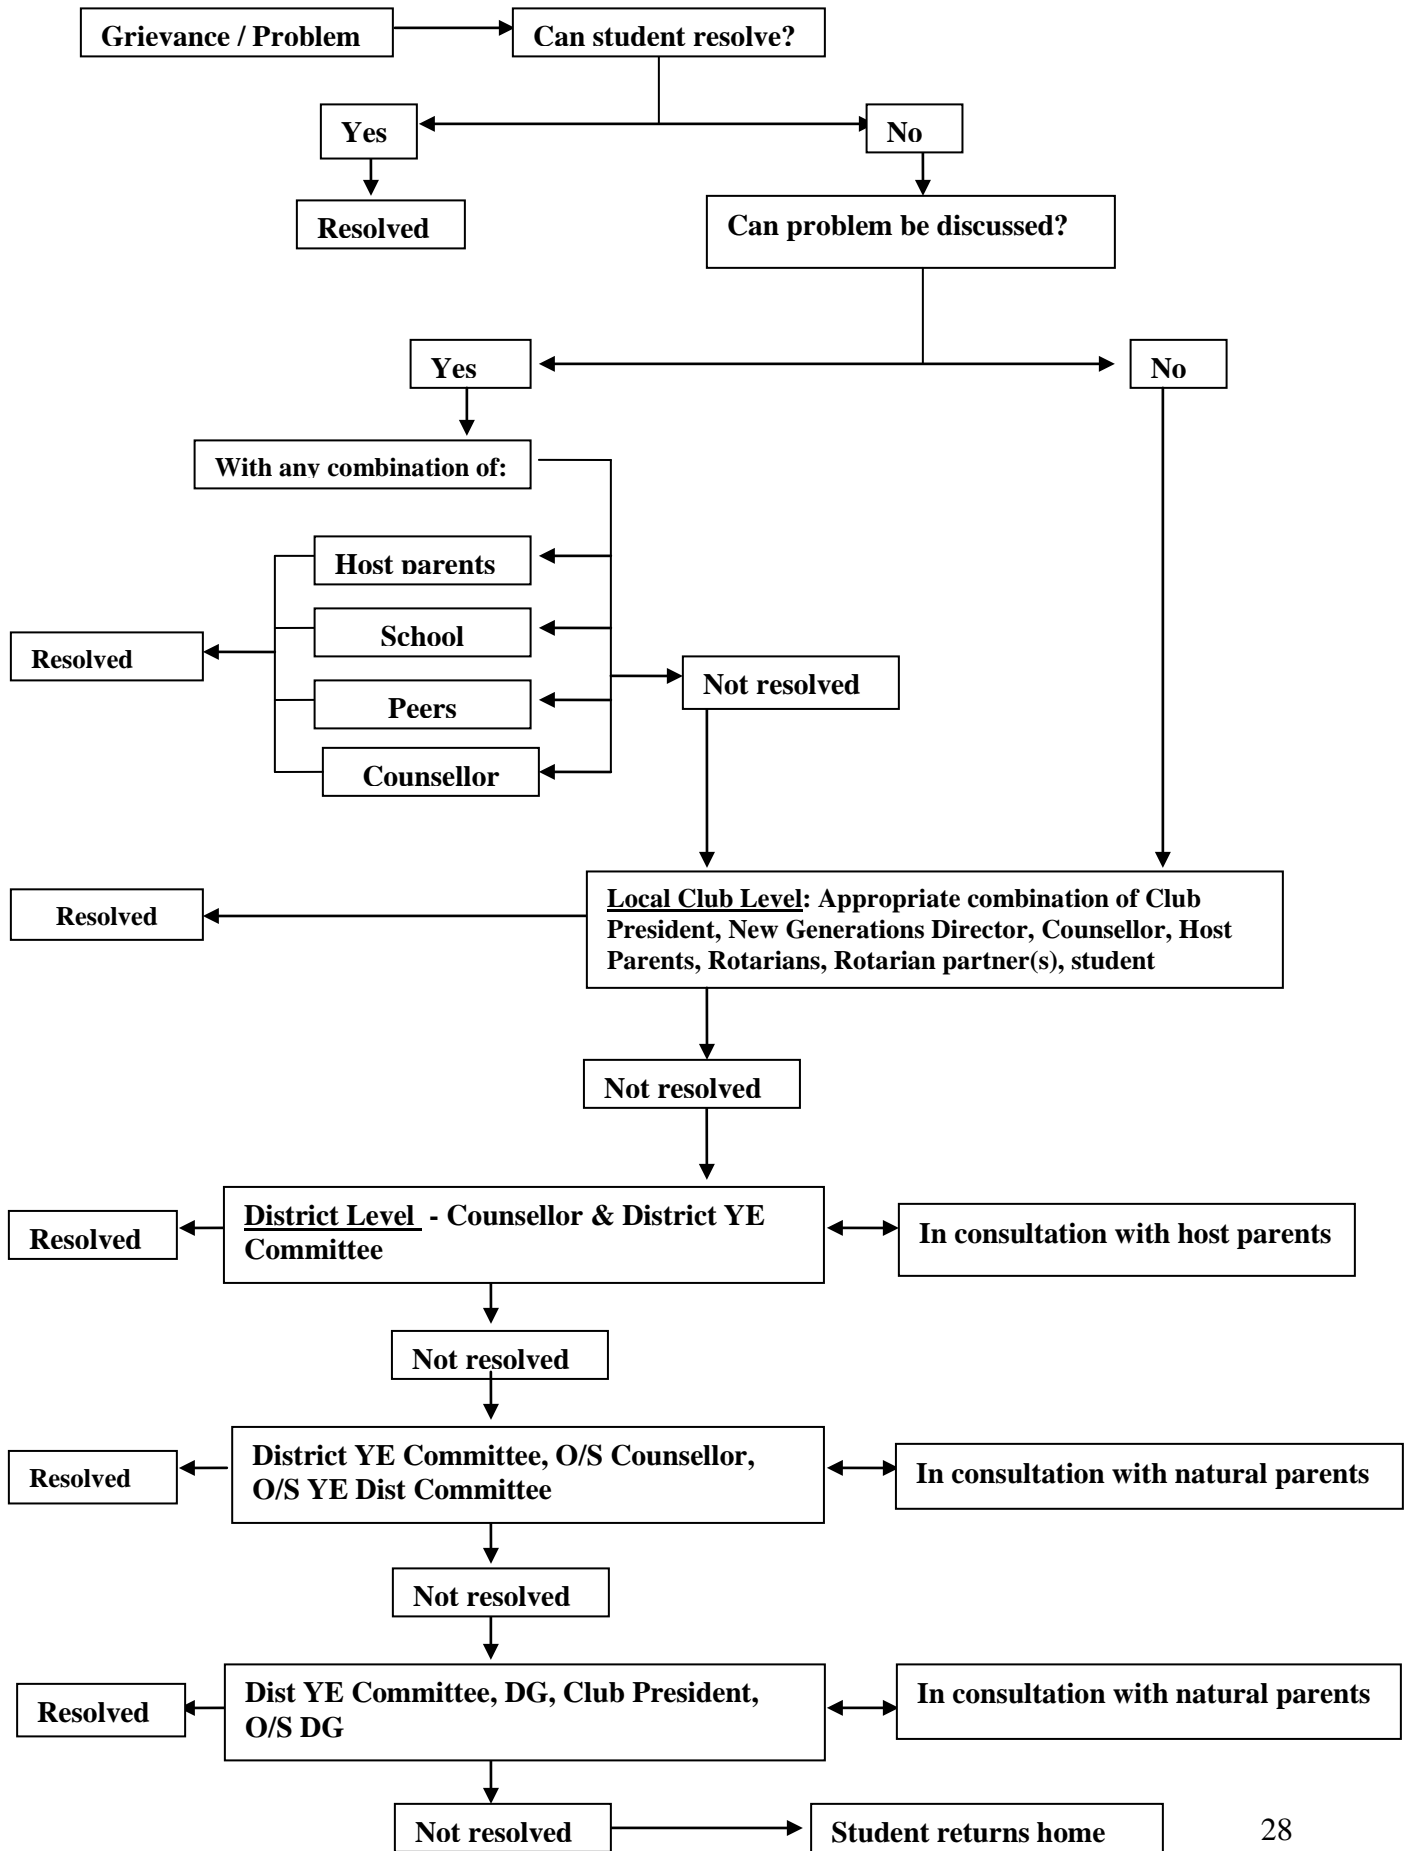 Grievance / Problem
Can student resolve?
Yes
No
Resolved
Can problem be discussed?
Yes
No
With any combination of:
Host parents
School
Resolved
Not resolved
Peers
Counsellor
Local Club Level: Appropriate combination of Club
President, New Generations Director, Counsellor, Host
Parents, Rotarians, Rotarian partner(s), student
Resolved
Not resolved
District Level - Counsellor & District YE
Committee
Resolved
In consultation with host parents
Not resolved
District YE Committee, O/S Counsellor,
O/S YE Dist Committee
Resolved
In consultation with natural parents
Not resolved
Dist YE Committee, DG, Club President,
O/S DG
Resolved
In consultation with natural parents
Not resolved
Student returns home
28